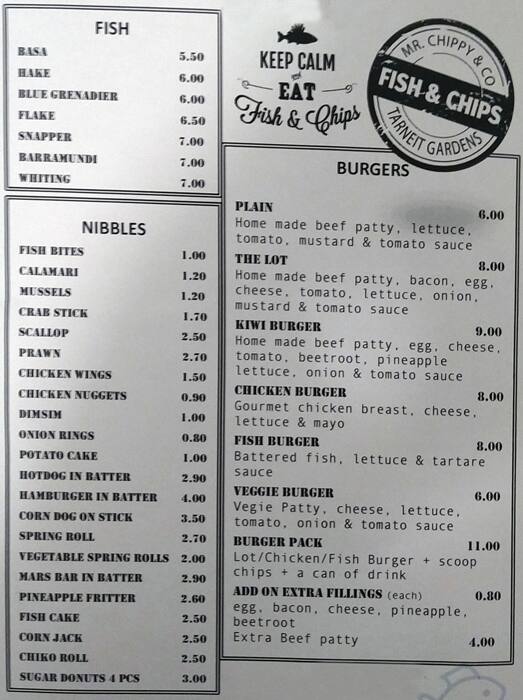 FISH
BASA 5.50
HAKE 6.00
BLUE GRENADIER 6.00
FLAKE 6.50
SNAPPER 7.00
BARRAMUNDI 7.00
WHITING 7.00
NIBBLES
FISH BITES 1.00
CALAMARI 1.20
MUSSELS 1.20
CRAB STICK 1.70
SCALLOP 2.50
PRAWN 2.70
CHICKEN WINGS 1.50
CHICKEN NUGGETS 0.90
DIMSIM 1.00
ONION RINGS 0.80
POTATO CAKE 1.00
HOTDOG IN BATTER 2.90
HAMBURGER IN BATTER 4.00
CORN DOG ON STICK 3.50
SPRING ROLL 2.70
VEGETABLE SPRING ROLLS 2.00
MARS BAR IN BATTER 2.90
PINEAPPLE FRITTER 2.60
FISH CAKE 2.50
CORN JACK 2.50
CHIKO ROLL 2.50
SUGAR DONUTS 4 PCS 3.00
KEEP CALM
and
EAT
Fish & Chips
MR. CHIPPY & CO
FISH & CHIPS
TARNEIT GARDENS
BURGERS
PLAIN 6.00
Home made beef patty, lettuce,
tomato, mustard & tomato sauce
THE LOT 8.00
Home made beef patty, bacon, egg,
cheese, tomato, lettuce, onion,
mustard & tomato sauce
KIWI BURGER 9.00
Home made beef patty, egg, cheese,
tomato, beetroot, pineapple
lettuce, onion & tomato sauce
CHICKEN BURGER 8.00
Gourmet chicken breast, cheese,
lettuce & mayo
FISH BURGER 8.00
Battered fish, lettuce & tartare
sauce
VEGGIE BURGER 6.00
Vegie Patty, cheese, lettuce,
tomato, onion & tomato sauce
BURGER PACK 11.00
Lot/Chicken/Fish Burger + scoop
chips + a can of drink
ADD ON EXTRA FILLINGS (each) 0.80
egg, bacon, cheese, pineapple,
beetroot
Extra Beef patty 4.00